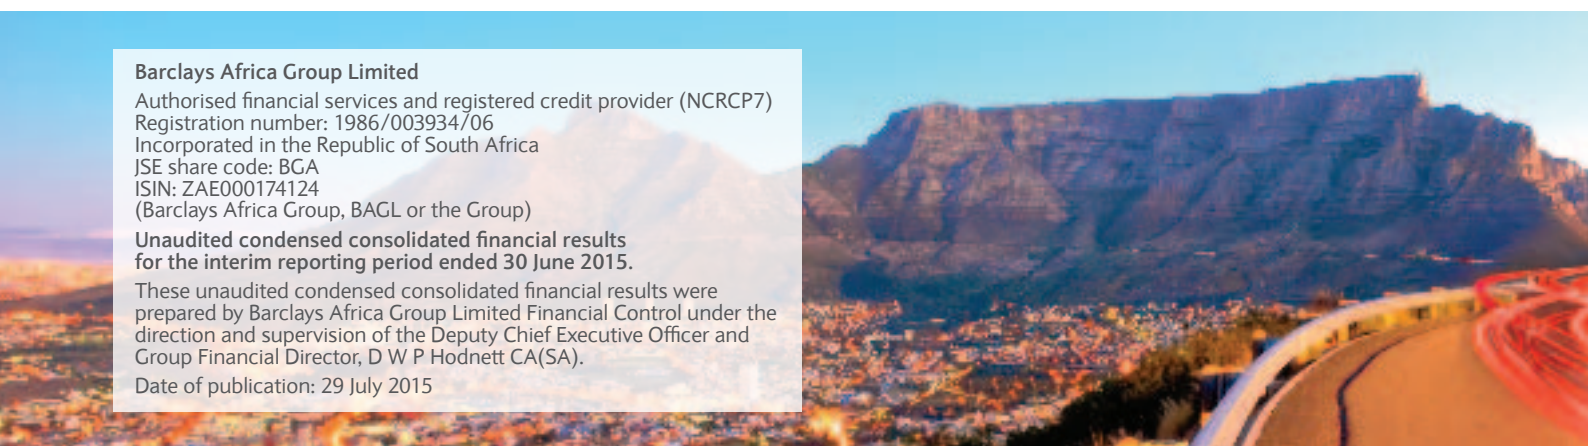 Barclays Africa Group Limited
Authorised financial services and registered credit provider (NCRCP7)
Registration number: 1986/003934/06
Incorporated in the Republic of South Africa
JSE share code: BGA
ISIN: ZAE000174124
(Barclays Africa Group, BAGL or the Group)
Unaudited condensed consolidated financial results
for the interim reporting period ended 30 June 2015.
These unaudited condensed consolidated financial results were
prepared by Barclays Africa Group Limited Financial Control under the
direction and supervision of the Deputy Chief Executive Officer and
Group Financial Director, D W P Hodnett CA(SA).
Date of publication: 29 July 2015